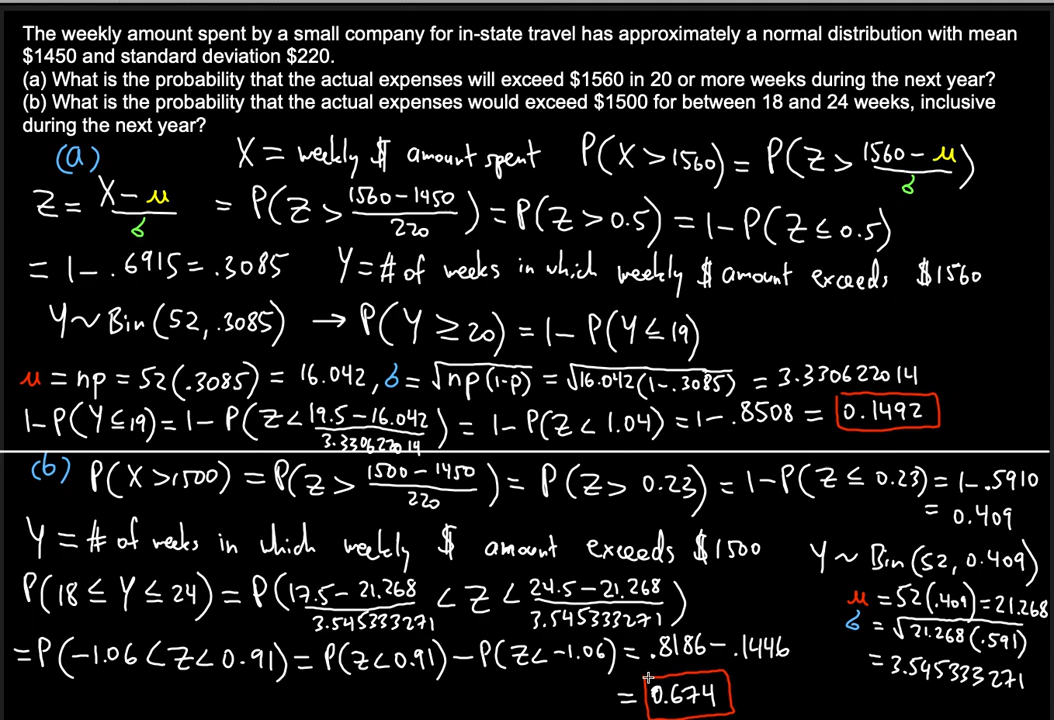 The weekly amount spent by a small company for in-state travel has approximately a normal distribution with mean
$1450 and standard deviation $220.
(a) What is the probability that the actual expenses will exceed $1560 in 20 or more weeks during the next year?
(b) What is the probability that the actual expenses would exceed $1500 for between 18 and 24 weeks, inclusive
during the next year?
(a) X = weekly $ amount spent P(X > 1560) = P(Z > (1560 - μ)/σ)
Z = (X - μ)/σ = P(Z > (1560 - 1450)/220) = P(Z > 0.5) = 1 - P(Z ≤ 0.5)
= 1 - .6915 = .3085 Y = # of weeks in which weekly $ amount exceeds $1560
Y ~ Bin(52, .3085) → P(Y ≥ 20) = 1 - P(Y ≤ 19)
μ = np = 52(.3085) = 16.042, σ = √(np(1-p)) = √(16.042(1-.3085)) = 3.330622014
1 - P(Y ≤ 19) = 1 - P(Z < (19.5 - 16.042)/3.330622014) = 1 - P(Z < 1.04) = 1 - .8508 = 0.1492
(b) P(X > 1500) = P(Z > (1500 - 1450)/220) = P(Z > 0.23) = 1 - P(Z ≤ 0.23) = 1 - .5910
= 0.409
Y = # of weeks in which weekly $ amount exceeds $1500
Y ~ Bin(52, 0.409)
P(18 ≤ Y ≤ 24) = P((17.5 - 21.268)/3.545333271 < Z < (24.5 - 21.268)/3.545333271)
μ = 52(.409) = 21.268
σ = √(21.268(.591))
= 3.545333271
= P(-1.06 < Z < 0.91) = P(Z < 0.91) - P(Z < -1.06) = .8186 - .1446
= 0.674